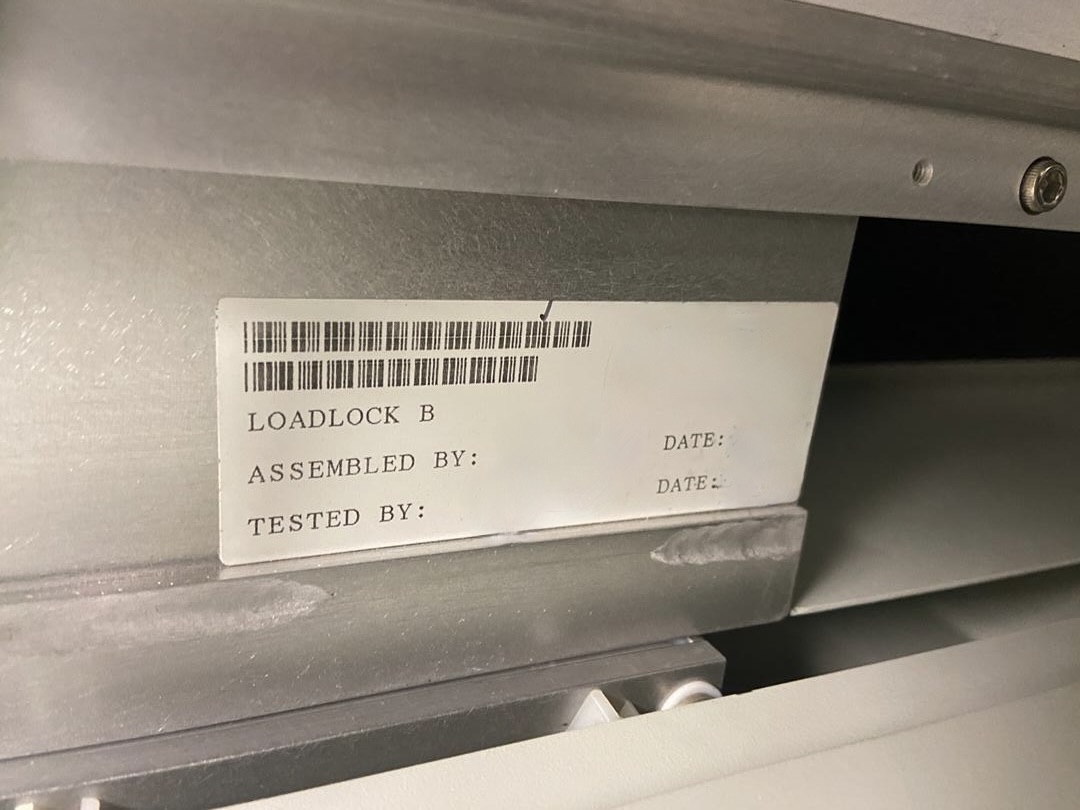 LOADLOCK B
ASSEMBLED BY: DATE:
TESTED BY: DATE: